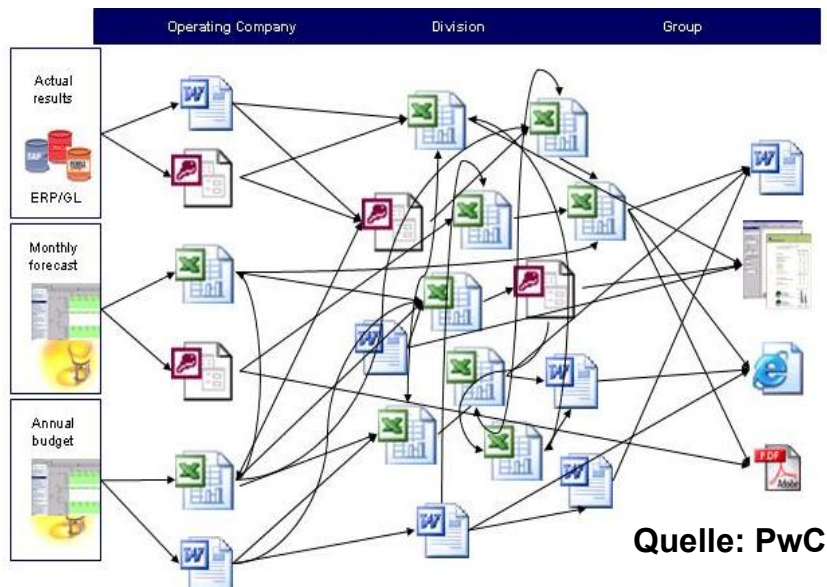 Operating Company
Division
Group
Actual
results
SAP
ERP/GL
Monthly
forecast
Annual
budget
PDF
Adobe
Quelle: PwC